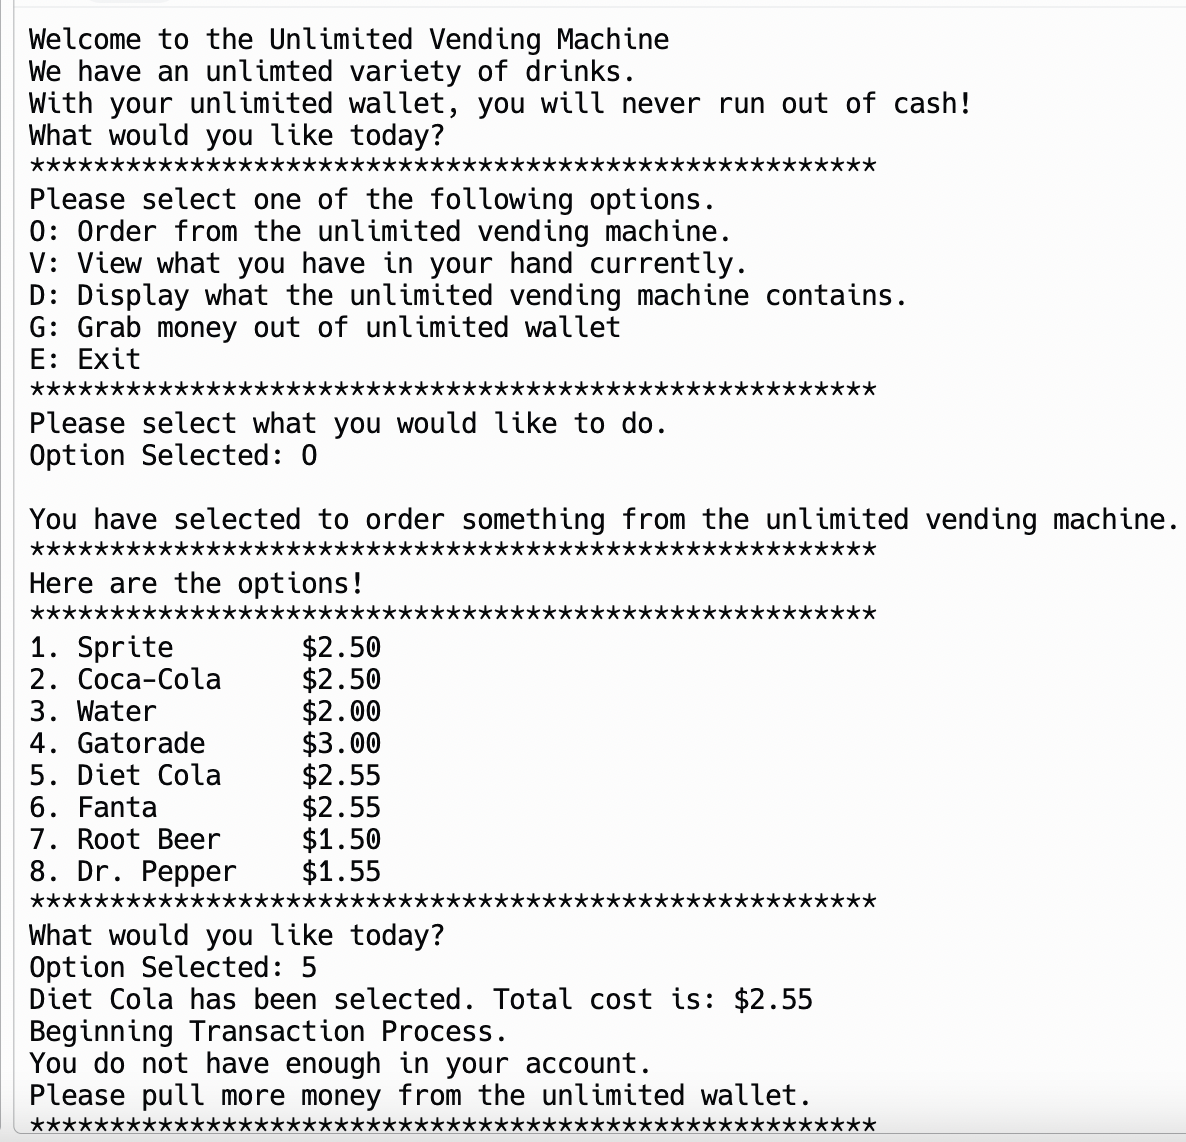 Welcome to the Unlimited Vending Machine
We have an unlimted variety of drinks.
With your unlimited wallet, you will never run out of cash!
What would you like today?
*****************************************************
Please select one of the following options.
O: Order from the unlimited vending machine.
V: View what you have in your hand currently.
D: Display what the unlimited vending machine contains.
G: Grab money out of unlimited wallet
E: Exit
*****************************************************
Please select what you would like to do.
Option Selected: O

You have selected to order something from the unlimited vending machine.
*****************************************************
Here are the options!
*****************************************************
1. Sprite        $2.50
2. Coca-Cola     $2.50
3. Water         $2.00
4. Gatorade      $3.00
5. Diet Cola     $2.55
6. Fanta         $2.55
7. Root Beer     $1.50
8. Dr. Pepper    $1.55
*****************************************************
What would you like today?
Option Selected: 5
Diet Cola has been selected. Total cost is: $2.55
Beginning Transaction Process.
You do not have enough in your account.
Please pull more money from the unlimited wallet.
*****************************************************